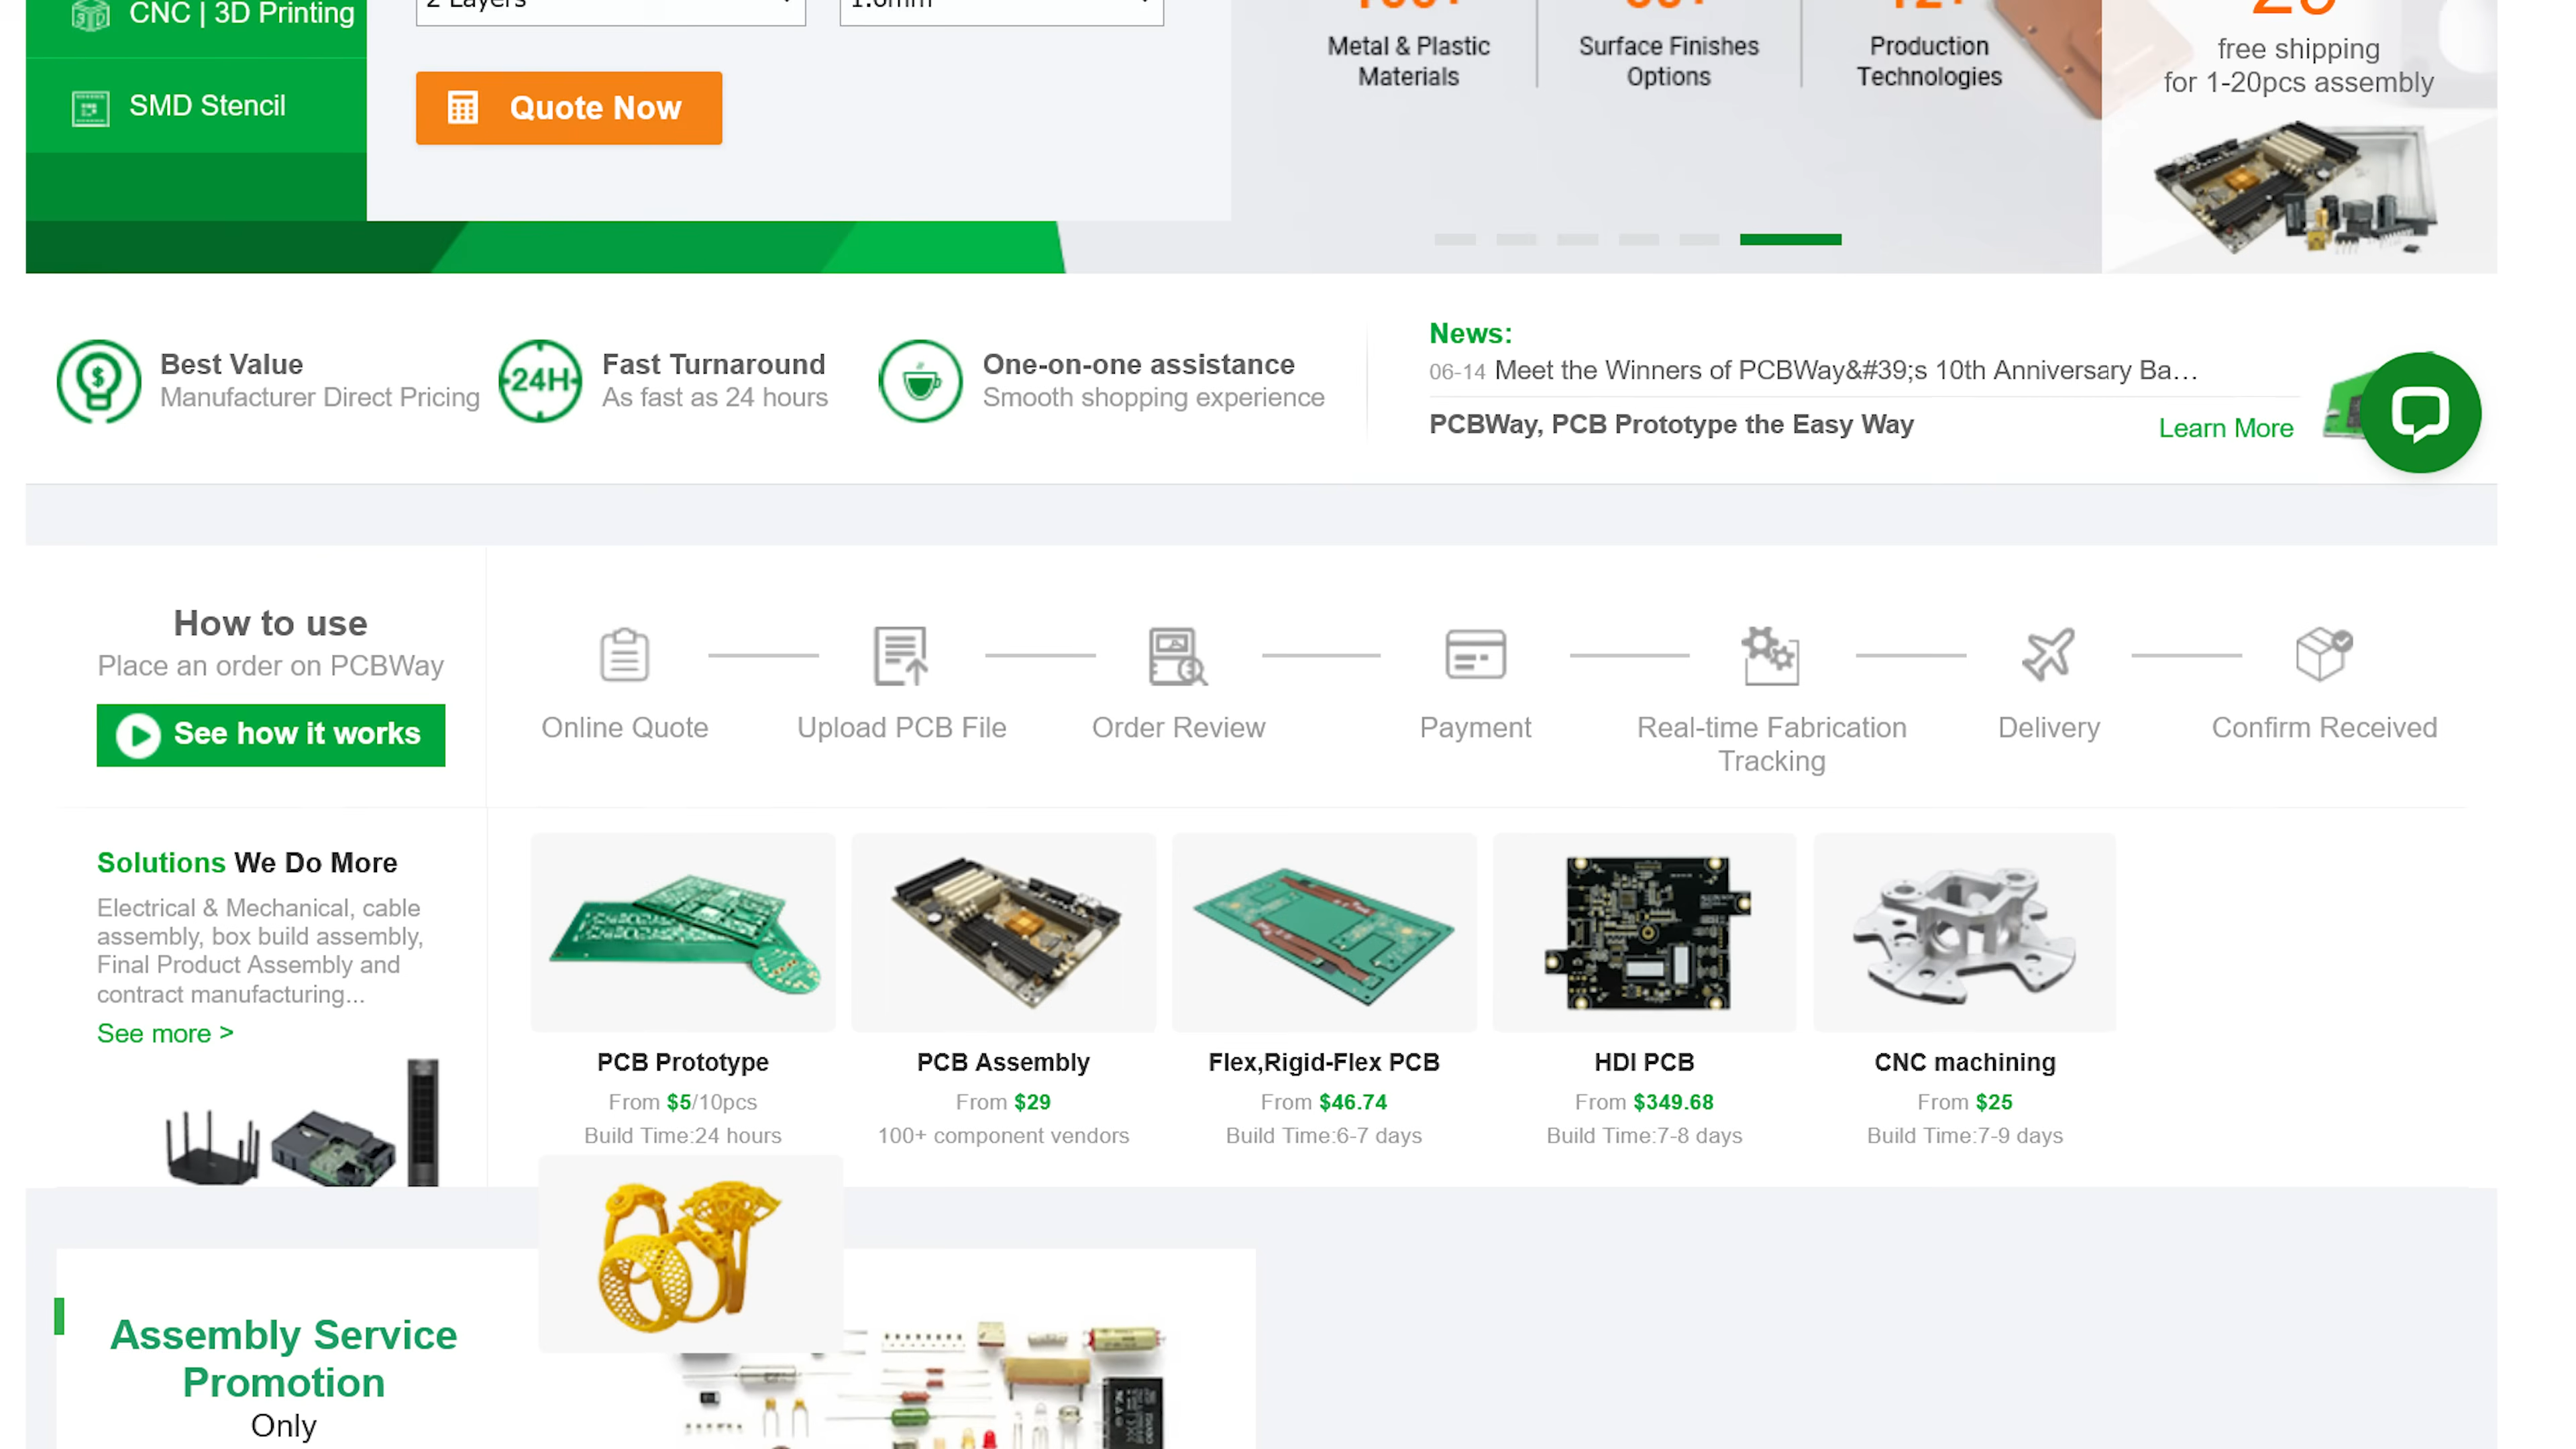 CNC | 3D Printing
SMD Stencil
2 Layers
1.6mm
Quote Now
Metal & Plastic
Materials
Surface Finishes
Options
Production
Technologies
free shipping
for 1-20pcs assembly
Best Value
Manufacturer Direct Pricing
24H
Fast Turnaround
As fast as 24 hours
One-on-one assistance
Smooth shopping experience
News:
06-14 Meet the Winners of PCBWay&#39;s 10th Anniversary Ba...
PCBWay, PCB Prototype the Easy Way
Learn More
How to use
Place an order on PCBWay
See how it works
Online Quote
Upload PCB File
Order Review
Payment
Real-time Fabrication
Tracking
Delivery
Confirm Received
Solutions We Do More
Electrical & Mechanical, cable
assembly, box build assembly,
Final Product Assembly and
contract manufacturing...
See more >
PCB Prototype
From $5/10pcs
Build Time:24 hours
PCB Assembly
From $29
100+ component vendors
Flex,Rigid-Flex PCB
From $46.74
Build Time:6-7 days
HDI PCB
From $349.68
Build Time:7-8 days
CNC machining
From $25
Build Time:7-9 days
Assembly Service
Promotion
Only